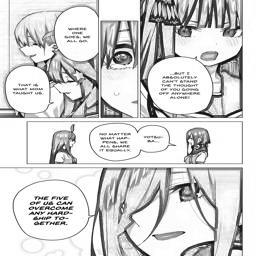 ...BUT I
ABSOLUTELY
CAN'T STAND
THE THOUGHT
OF YOU GOING
OFF ANYWHERE
ALONE!
WHERE
ONE
GOES, WE
ALL GO.
THAT IS
WHAT MOM
TAUGHT US.
YOTSU-
BA...
NO MATTER
WHAT HAP-
PENS, WE
ALL SHARE
IT EQUALLY.
THE FIVE
OF US CAN
OVERCOME
ANY HARD-
SHIP TO-
GETHER.